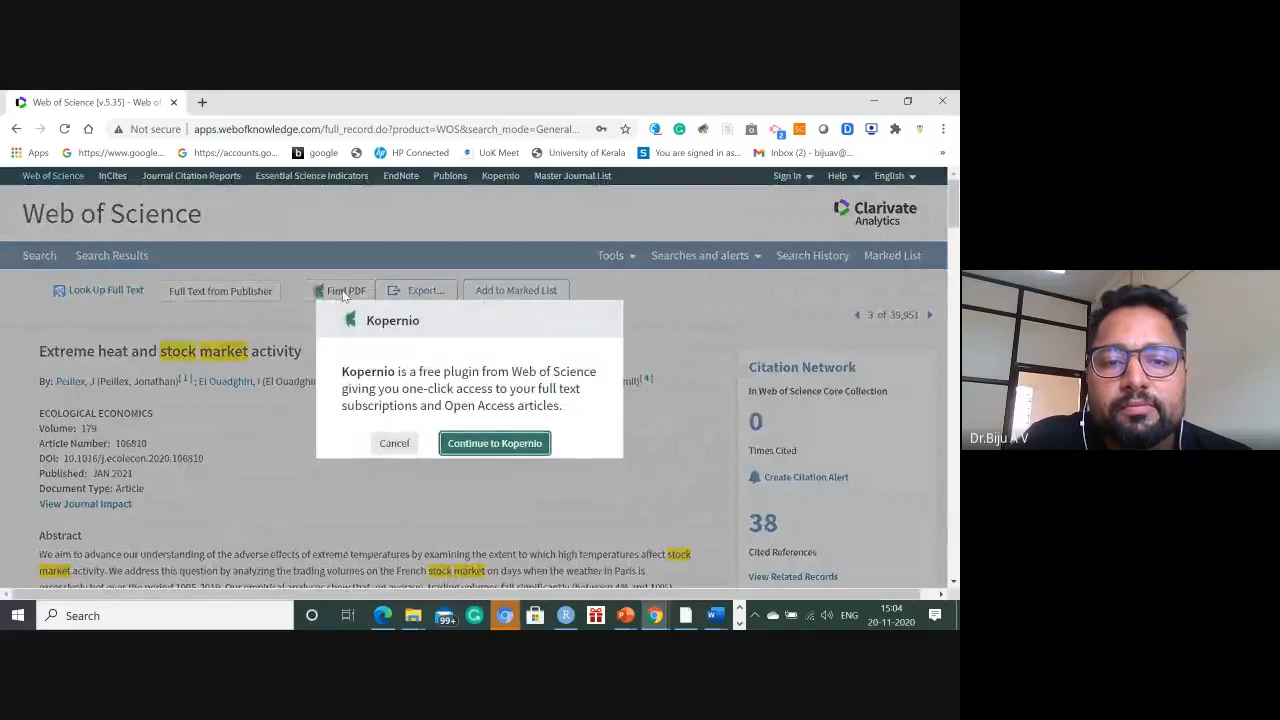 Web of Science [v.5.35] - Web of
Not secure
apps.webofknowledge.com/full_record.do?product=WOS&search_mode=General...
Apps
https://www.google...
https://accounts.go...
google
HP Connected
UoK Meet
University of Kerala
You are signed in as...
Inbox (2) - bijuav@...
Web of Science
InCites
Journal Citation Reports
Essential Science Indicators
EndNote
Publons
Kopernio
Master Journal List
Sign In
Help
English
Web of Science
Clarivate
Analytics
Search
Search Results
Tools
Searches and alerts
Search History
Marked List
Look Up Full Text
Full Text from Publisher
Find PDF
Export...
Add to Marked List
3 of 39,951
Kopernio
Kopernio is a free plugin from Web of Science
giving you one-click access to your full text
subscriptions and Open Access articles.
Cancel
Continue to Kopernio
Extreme heat and stock market activity
By: Peillex, J (Peillex, Jonathan)[1]; El Ouadghiri, I (El Ouadghiri
[4]
ECOLOGICAL ECONOMICS
Volume: 179
Article Number: 106810
DOI: 10.1016/j.ecolecon.2020.106810
Published: JAN 2021
Document Type: Article
View Journal Impact
Abstract
We aim to advance our understanding of the adverse effects of extreme temperatures by examining the extent to which high temperatures affect stock
market activity. We address this question by analyzing the trading volumes on the French stock market on days when the weather in Paris is
Citation Network
In Web of Science Core Collection
0
Times Cited
Create Citation Alert
38
Cited References
View Related Records
Dr.Biju A V
Search
99+
ENG
15:04
20-11-2020